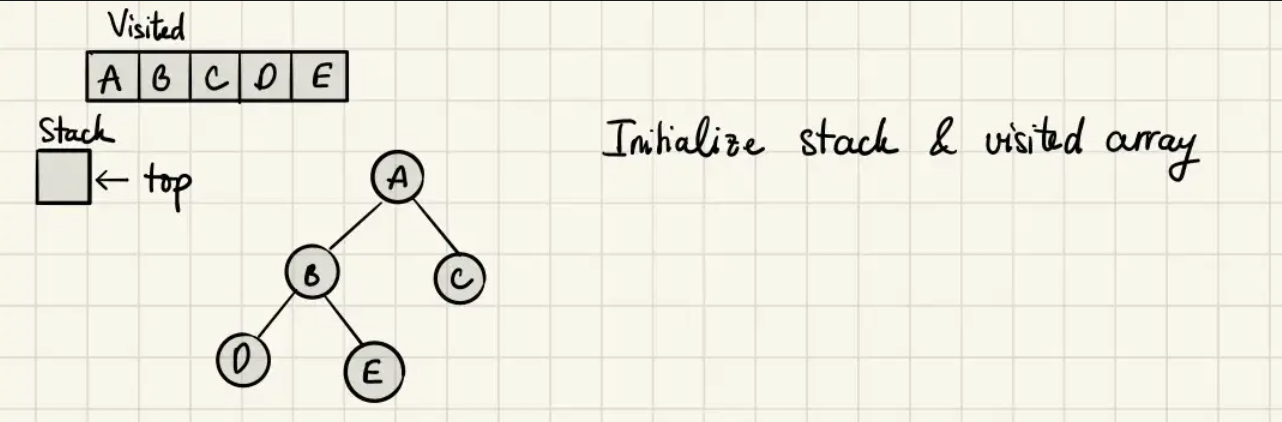 Visited
A B C D E
Stack
← top
Initialize stack & visited array
A
B
C
D
E